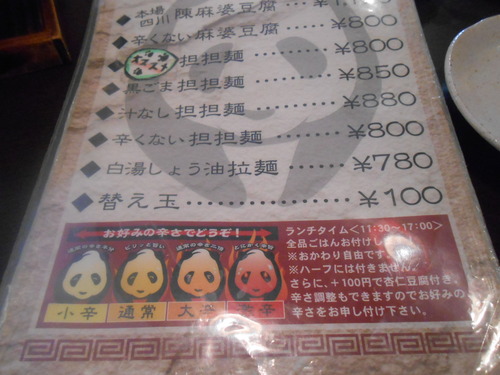 本場
四川 陳麻婆豆腐
◆辛くない麻婆豆腐 ¥800
担担麺 ¥800
◆黒ごま担担麺 ¥850
◆汁なし担担麺 ¥880
◆辛くない担担麺 ¥800
◆白湯しょう油拉麺 ¥780
◆替え玉 ¥100
お好みの辛さでどうぞ!
小辛 通常 大辛 激辛
ランチタイム<11:30~17:00>
全品ごはんお付けし
※おかわり自由です。
※ハーフには付きません。
さらに、+100円で杏仁豆腐付き。
辛さ調整もできますのでお好みの
辛さをお申し付け下さい。